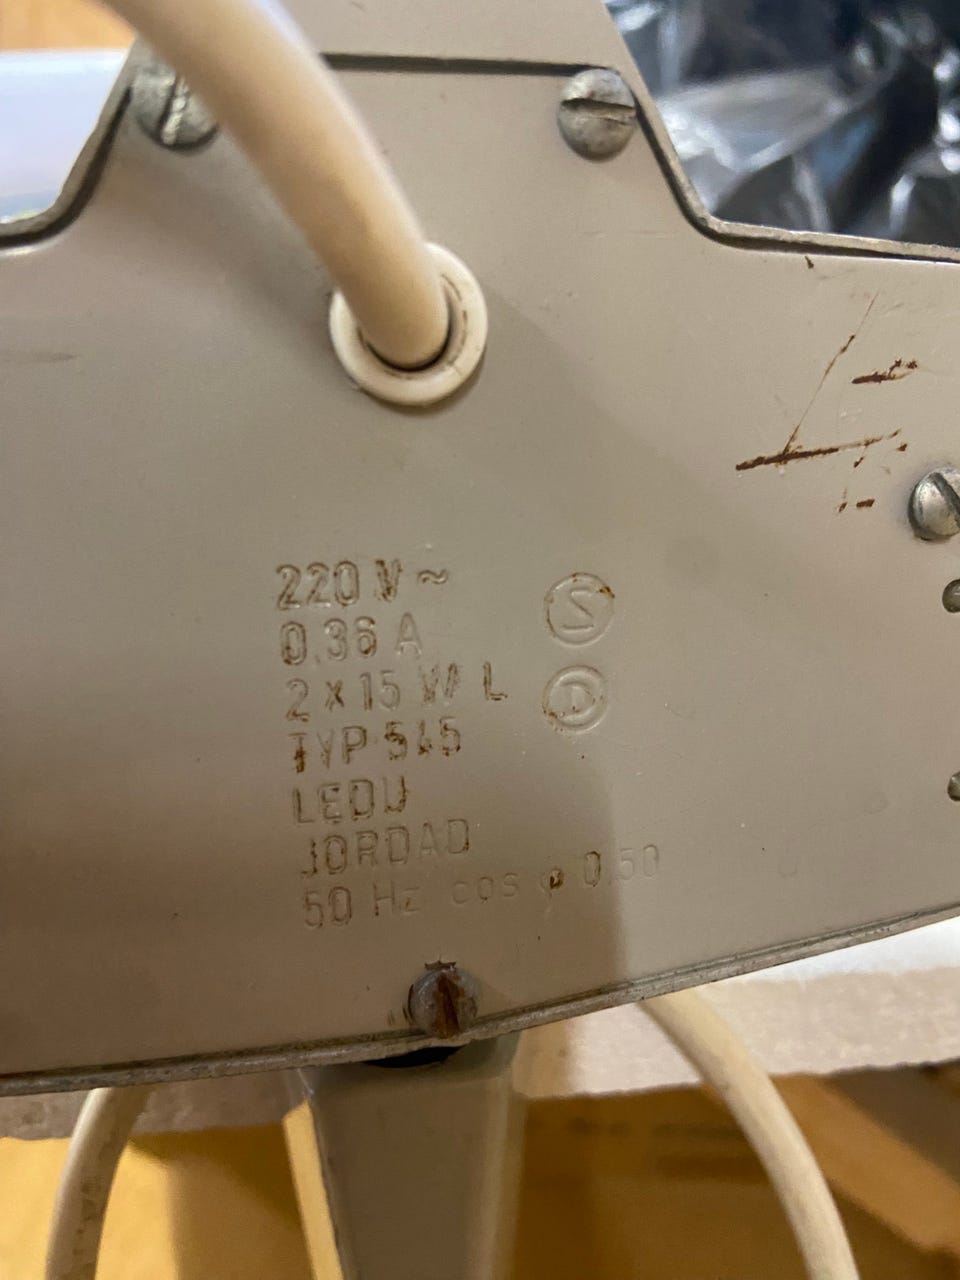 220 V ~
0.36 A
2 x 15 W L
TYP 545
LEDU
JORDAD
50 Hz cos φ 0.50
S
D